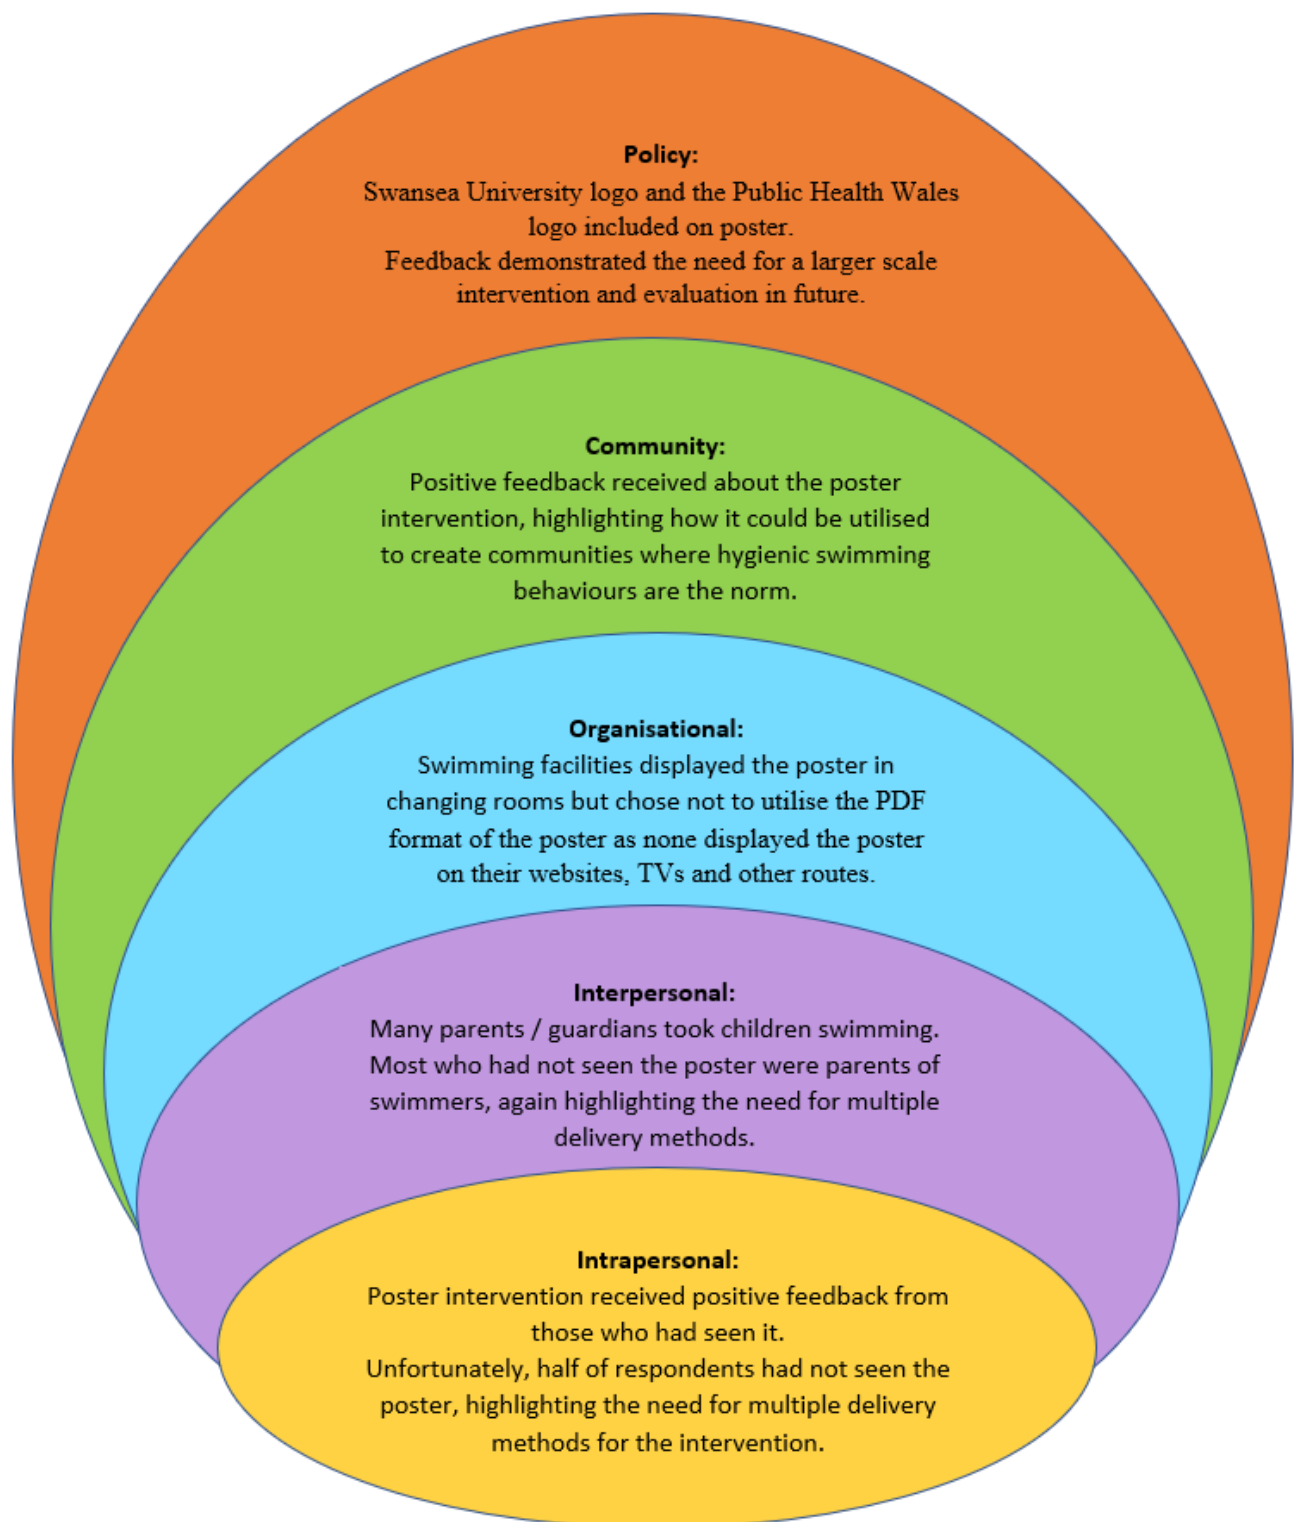 Policy:
Swansea University logo and the Public Health Wales
logo included on poster.
Feedback demonstrated the need for a larger scale
intervention and evaluation in future.
Community:
Positive feedback received about the poster
intervention, highlighting how it could be utilised
to create communities where hygienic swimming
behaviours are the norm.
Organisational:
Swimming facilities displayed the poster in
changing rooms but chose not to utilise the PDF
format of the poster as none displayed the poster
on their websites, TVs and other routes.
Interpersonal:
Many parents / guardians took children swimming.
Most who had not seen the poster were parents of
swimmers, again highlighting the need for multiple
delivery methods.
Intrapersonal:
Poster intervention received positive feedback from
those who had seen it.
Unfortunately, half of respondents had not seen the
poster, highlighting the need for multiple delivery
methods for the intervention.